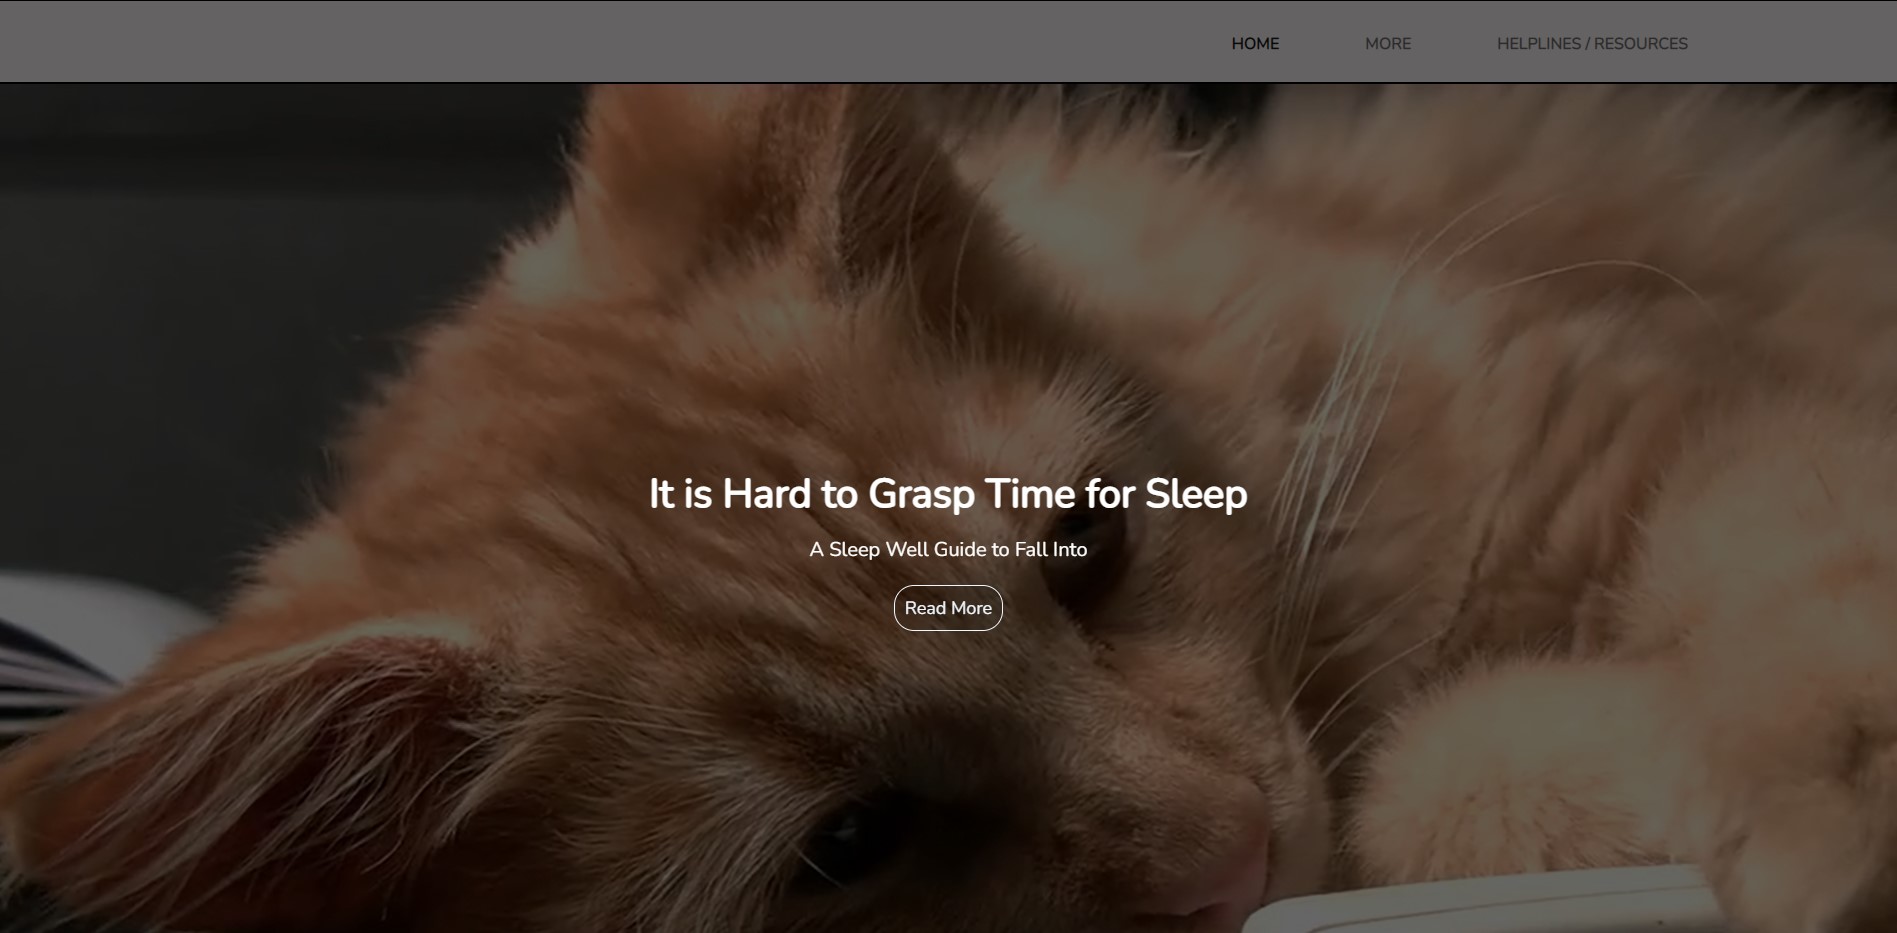 HOME MORE HELPLINES / RESOURCES
It is Hard to Grasp Time for Sleep
A Sleep Well Guide to Fall Into
Read More